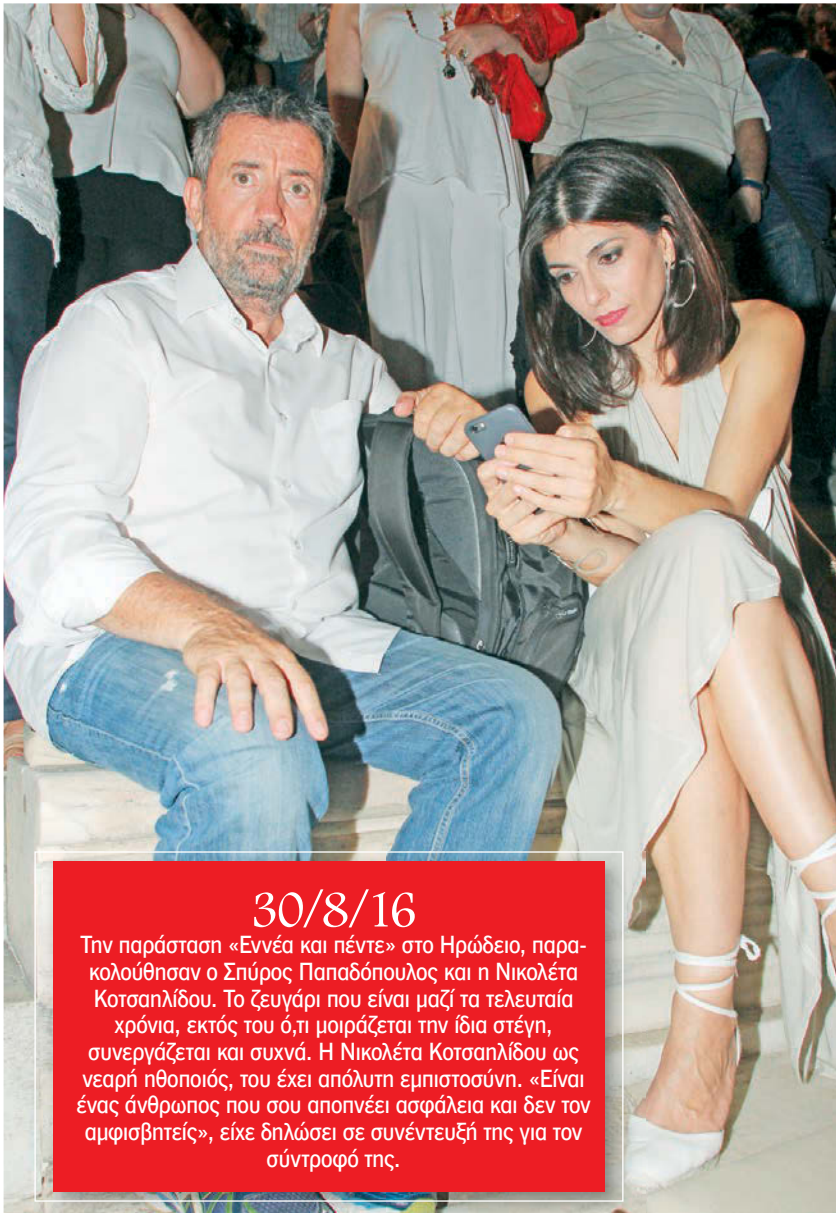 30/8/16
Την παράσταση «Εννέα και πέντε» στο Ηρώδειο, παρα-
κολούθησαν ο Σπύρος Παπαδόπουλος και η Νικολέτα
Κοτσαηλίδου. Το ζευγάρι που είναι μαζί τα τελευταία
χρόνια, εκτός του ό,τι μοιράζεται την ίδια στέγη,
συνεργάζεται και συχνά. Η Νικολέτα Κοτσαηλίδου ως
νεαρή ηθοποιός, του έχει απόλυτη εμπιστοσύνη. «Είναι
ένας άνθρωπος που σου αποπνέει ασφάλεια και δεν τον
αμφισβητείς», είχε δηλώσει σε συνέντευξή της για τον
σύντροφό της.